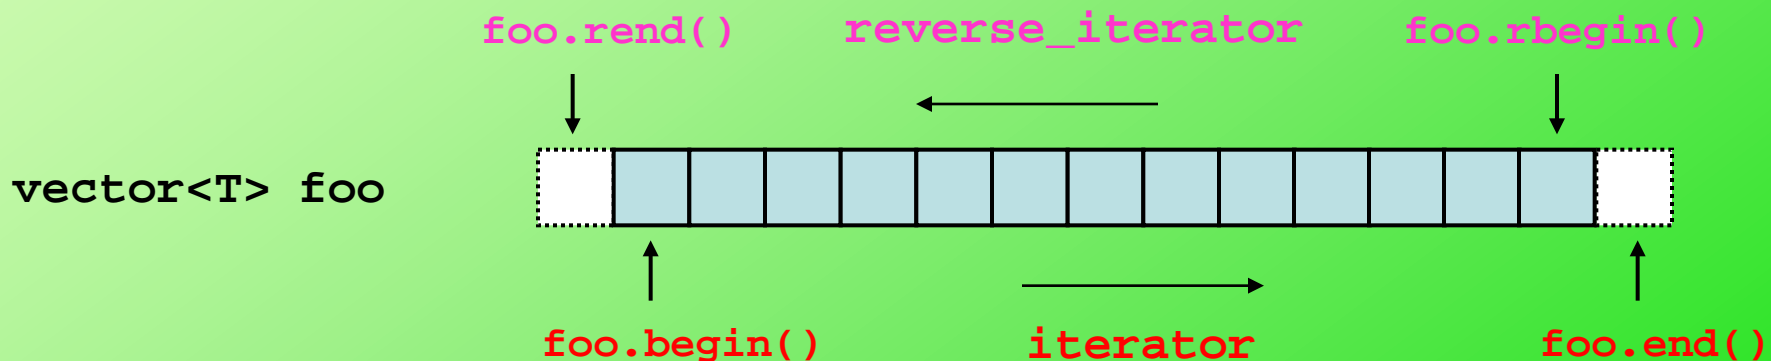 foo.rend() reverse_iterator foo.rbegin()
vector<T> foo
foo.begin() iterator foo.end()